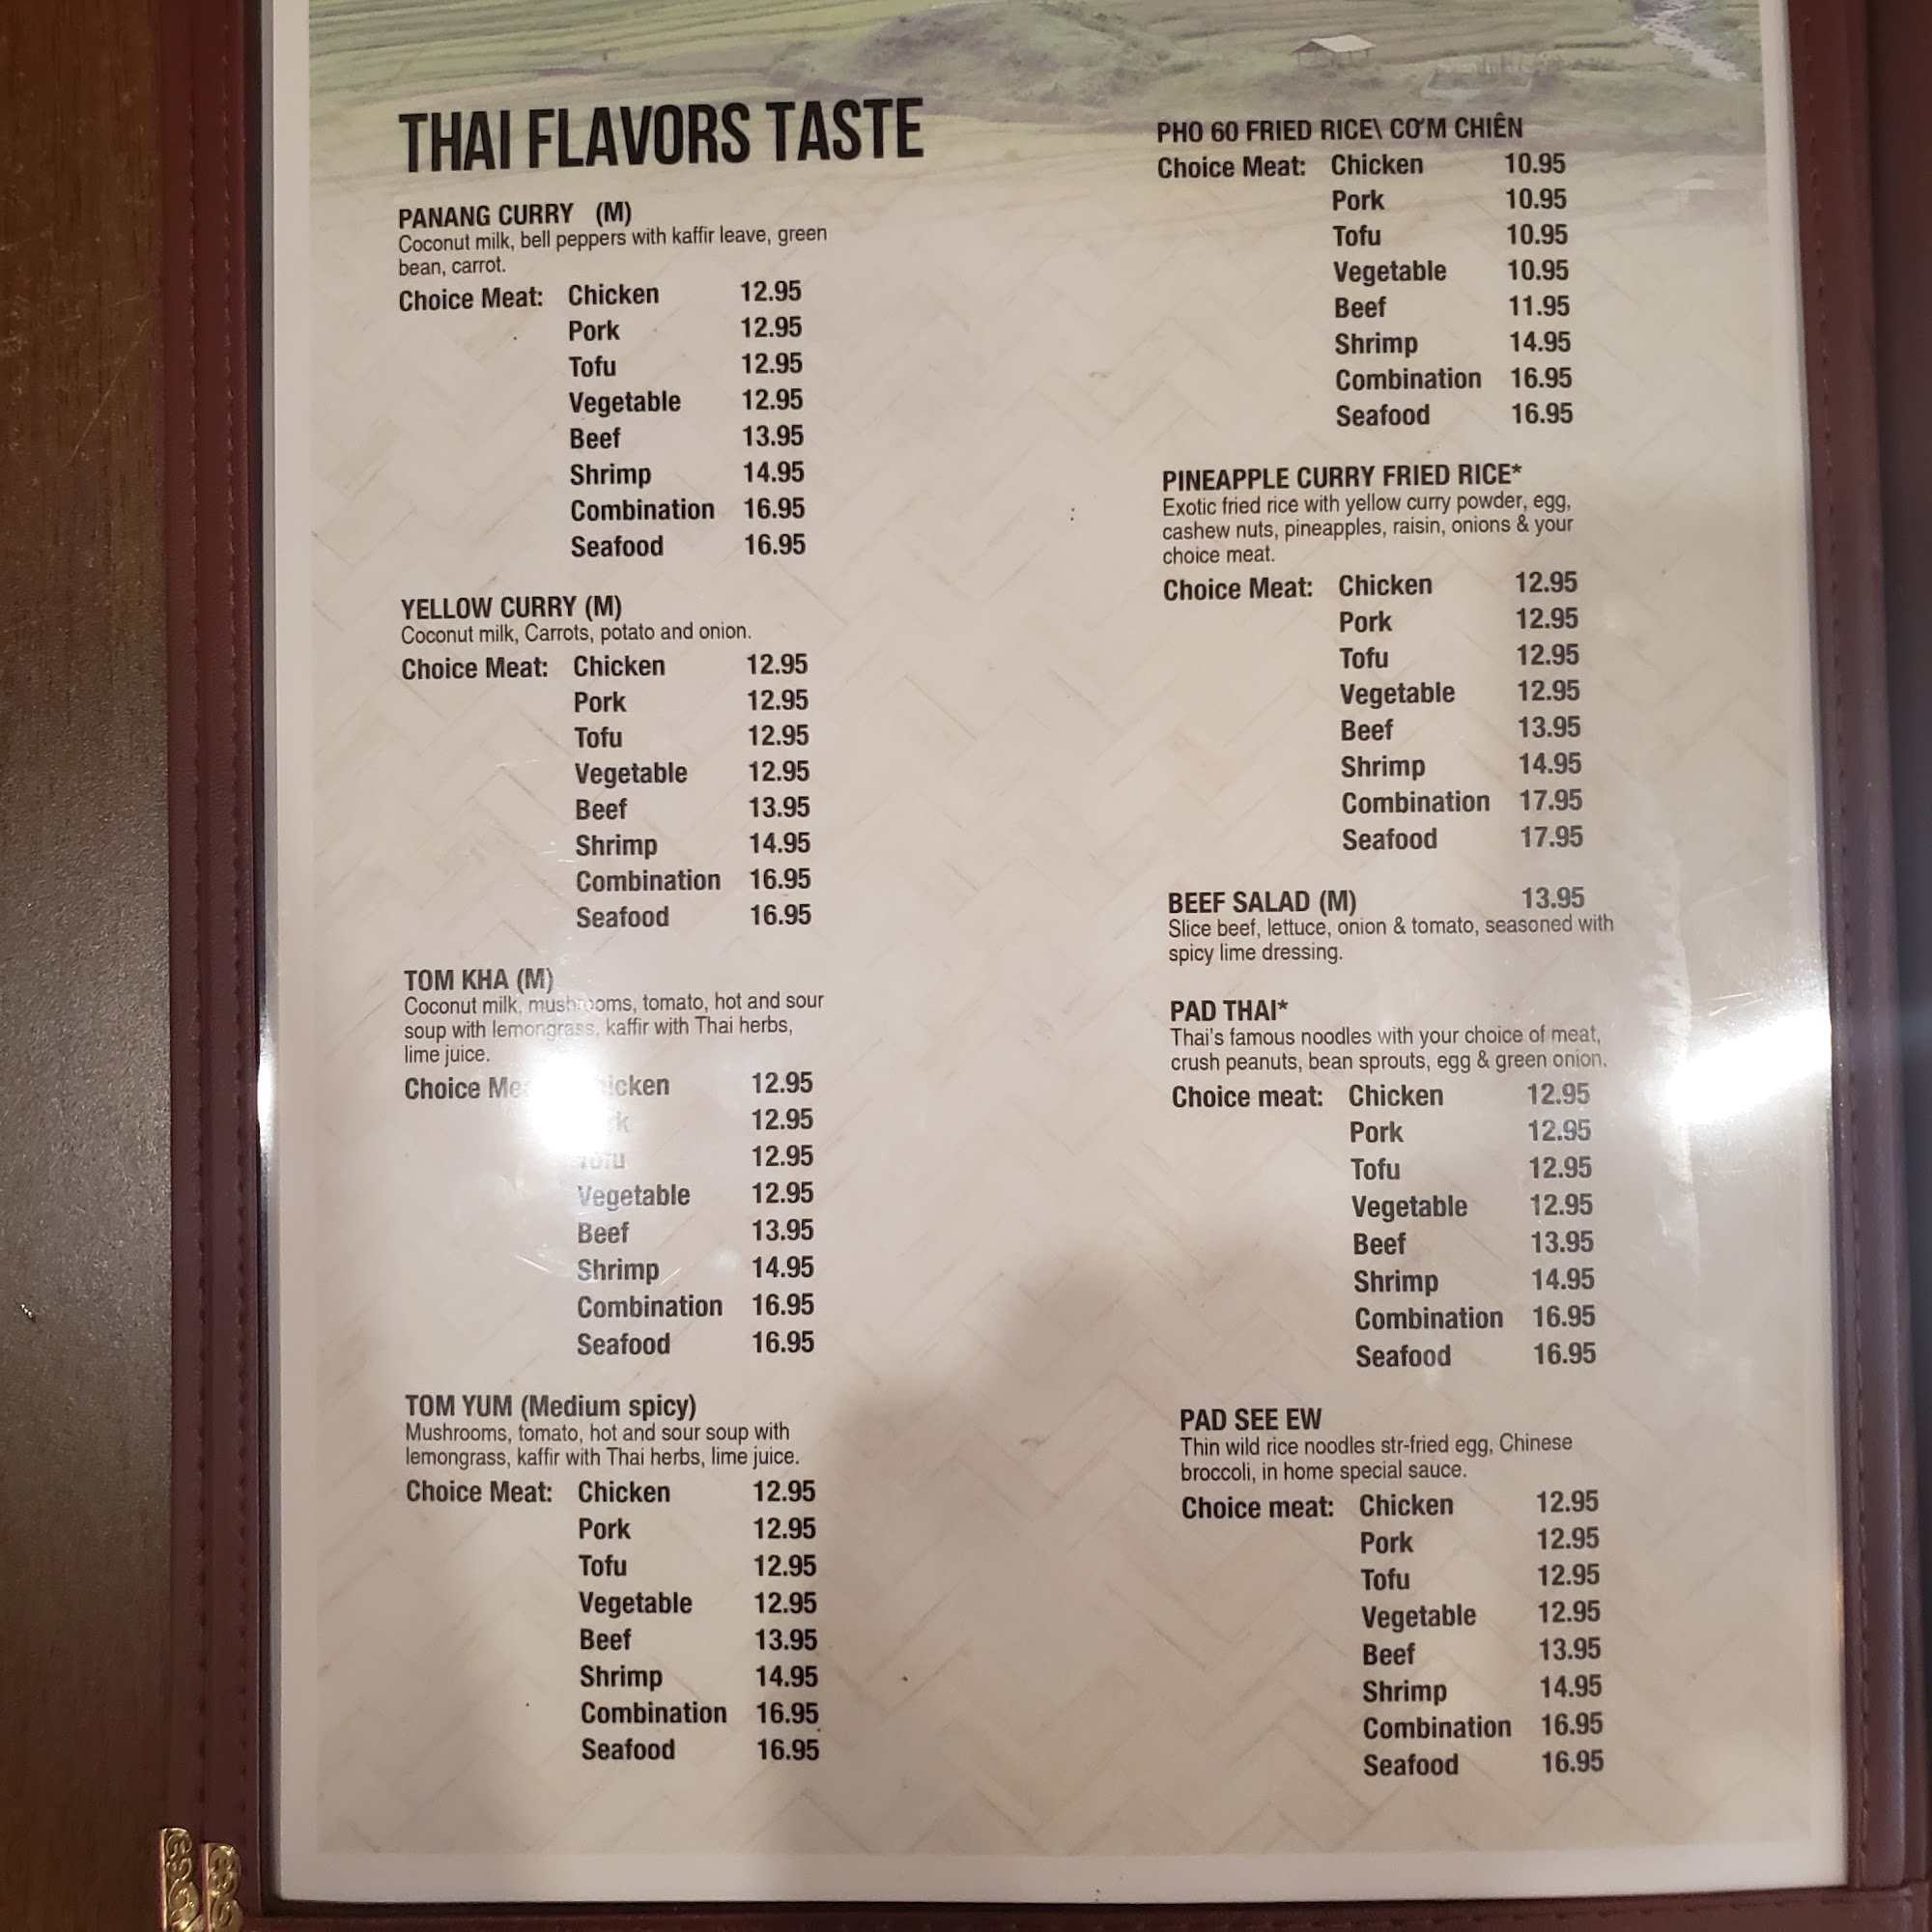 THAI FLAVORS TASTE
PANANG CURRY (M)
Coconut milk, bell peppers with kaffir leave, green
bean, carrot.
Choice Meat: Chicken 12.95
Pork 12.95
Tofu 12.95
Vegetable 12.95
Beef 13.95
Shrimp 14.95
Combination 16.95
Seafood 16.95
YELLOW CURRY (M)
Coconut milk, Carrots, potato and onion.
Choice Meat: Chicken 12.95
Pork 12.95
Tofu 12.95
Vegetable 12.95
Beef 13.95
Shrimp 14.95
Combination 16.95
Seafood 16.95
TOM KHA (M)
Coconut milk, mushrooms, tomato, hot and sour
soup with lemongrass, kaffir with Thai herbs,
lime juice.
Choice 12.95
12.95
Tofu 12.95
Vegetable 12.95
Beef 13.95
Shrimp 14.95
Combination 16.95
Seafood 16.95
TOM YUM (Medium spicy)
Mushrooms, tomato, hot and sour soup with
lemongrass, kaffir with Thai herbs, lime juice.
Choice Meat: Chicken 12.95
Pork 12.95
Tofu 12.95
Vegetable 12.95
Beef 13.95
Shrimp 14.95
Combination 16.95
Seafood 16.95
PHO 60 FRIED RICE\ CƠM CHIÊN
Choice Meat: Chicken 10.95
Pork 10.95
Tofu 10.95
Vegetable 10.95
Beef 11.95
Shrimp 14.95
Combination 16.95
Seafood 16.95
PINEAPPLE CURRY FRIED RICE*
Exotic fried rice with yellow curry powder, egg,
cashew nuts, pineapples, raisin, onions & your
choice meat.
Choice Meat: Chicken 12.95
Pork 12.95
Tofu 12.95
Vegetable 12.95
Beef 13.95
Shrimp 14.95
Combination 17.95
Seafood 17.95
BEEF SALAD (M) 13.95
Slice beef, lettuce, onion & tomato, seasoned with
spicy lime dressing.
PAD THAI*
Thai's famous noodles with your choice of meat,
crush peanuts, bean sprouts, egg & green onion.
Choice meat: Chicken 12.95
Pork 12.95
Tofu 12.95
Vegetable 12.95
Beef 13.95
Shrimp 14.95
Combination 16.95
Seafood 16.95
PAD SEE EW
Thin wild rice noodles str-fried egg, Chinese
broccoli, in home special sauce.
Choice meat: Chicken 12.95
Pork 12.95
Tofu 12.95
Vegetable 12.95
Beef 13.95
Shrimp 14.95
Combination 16.95
Seafood 16.95